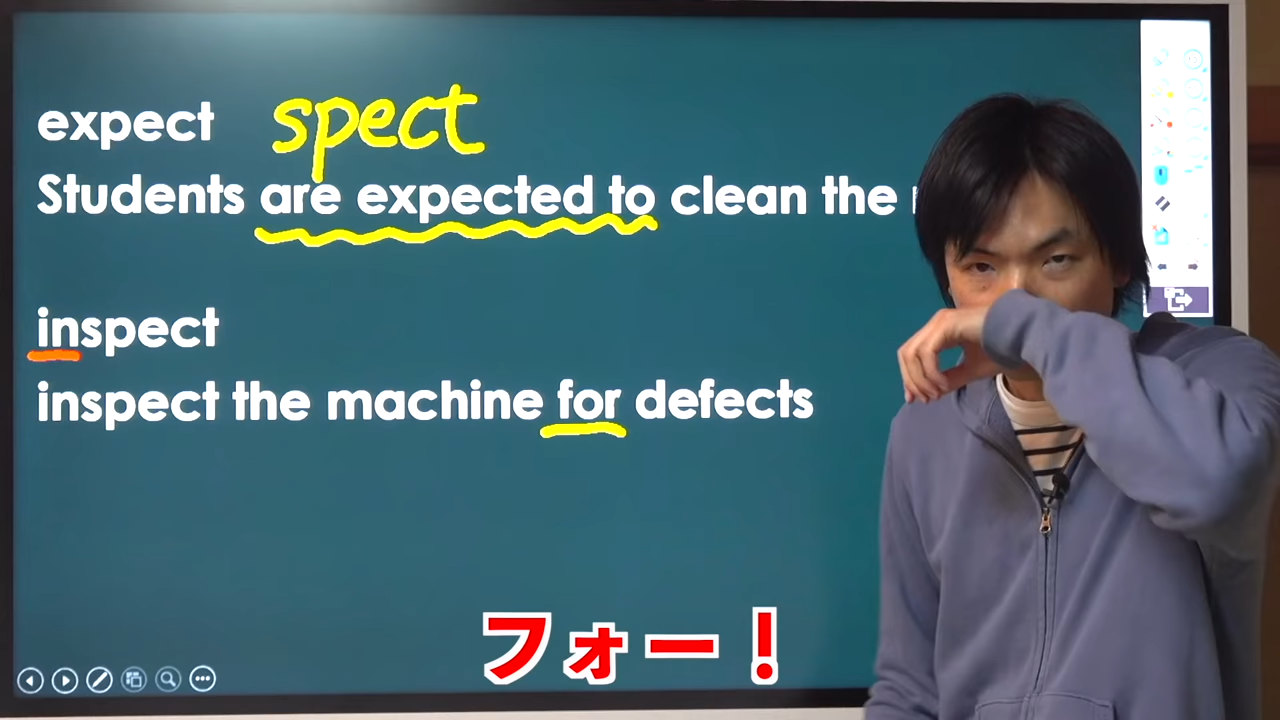 expect spect
Students are expected to clean the
inspect
inspect the machine for defects
フォー！